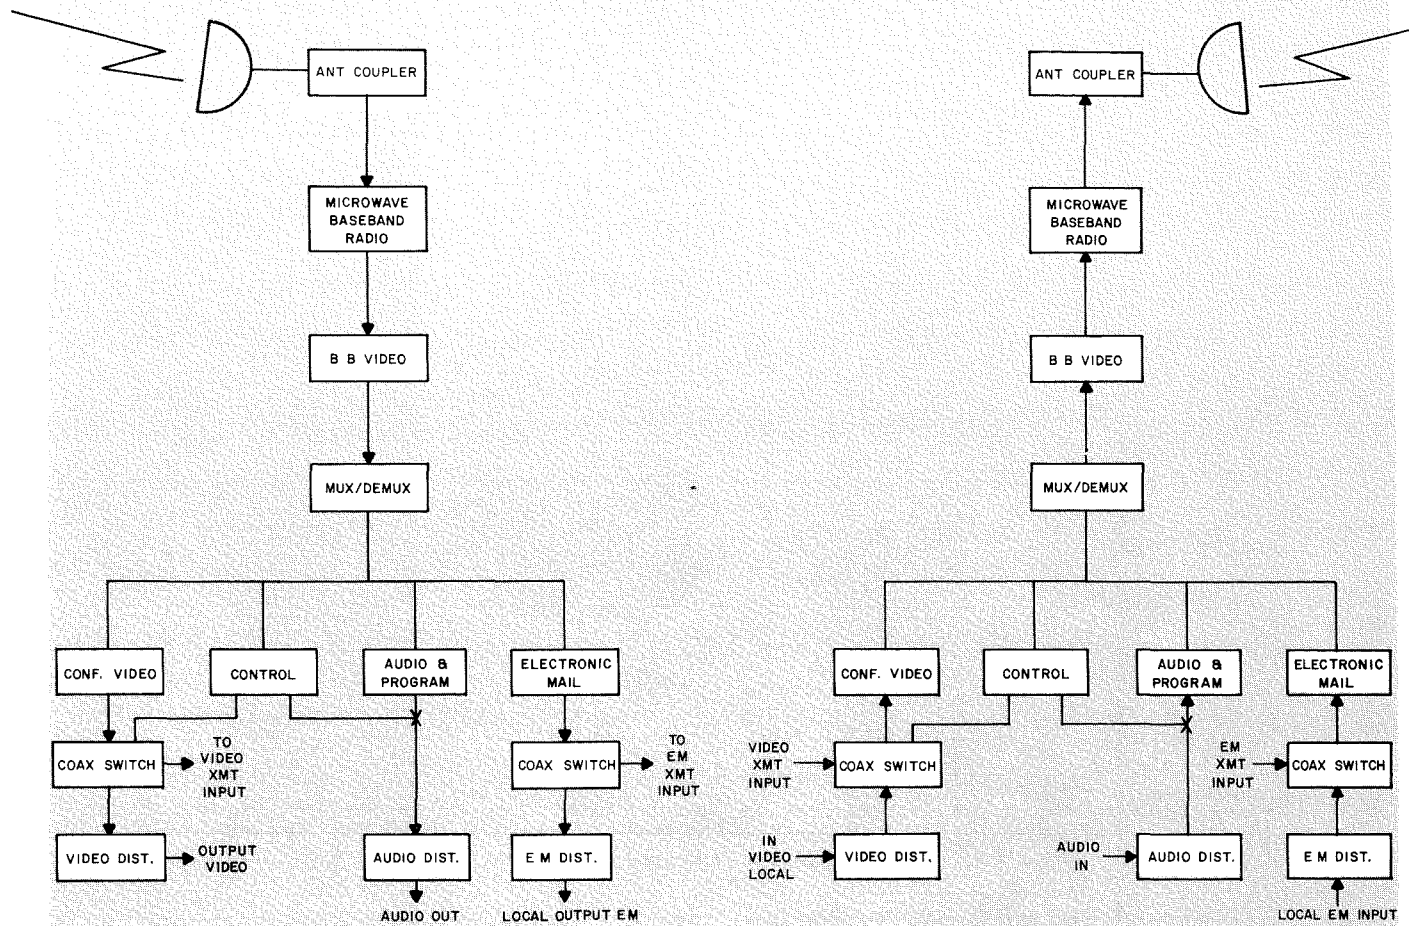 ANT COUPLER
ANT COUPLER
MICROWAVE
BASEBAND
RADIO
MICROWAVE
BASEBAND
RADIO
B B VIDEO
B B VIDEO
MUX/DEMUX
MUX/DEMUX
CONF. VIDEO
CONTROL
AUDIO &
PROGRAM
ELECTRONIC
MAIL
CONF. VIDEO
CONTROL
AUDIO &
PROGRAM
ELECTRONIC
MAIL
COAX SWITCH
TO
VIDEO
XMT
INPUT
COAX SWITCH
TO
EM
XMT
INPUT
VIDEO
XMT
INPUT
COAX SWITCH
EM
XMT
INPUT
COAX SWITCH
VIDEO DIST.
OUTPUT
VIDEO
AUDIO DIST.
E M DIST.
IN
VIDEO
LOCAL
VIDEO DIST.
AUDIO
IN
AUDIO DIST.
E M DIST.
AUDIO OUT
LOCAL OUTPUT EM
LOCAL EM INPUT